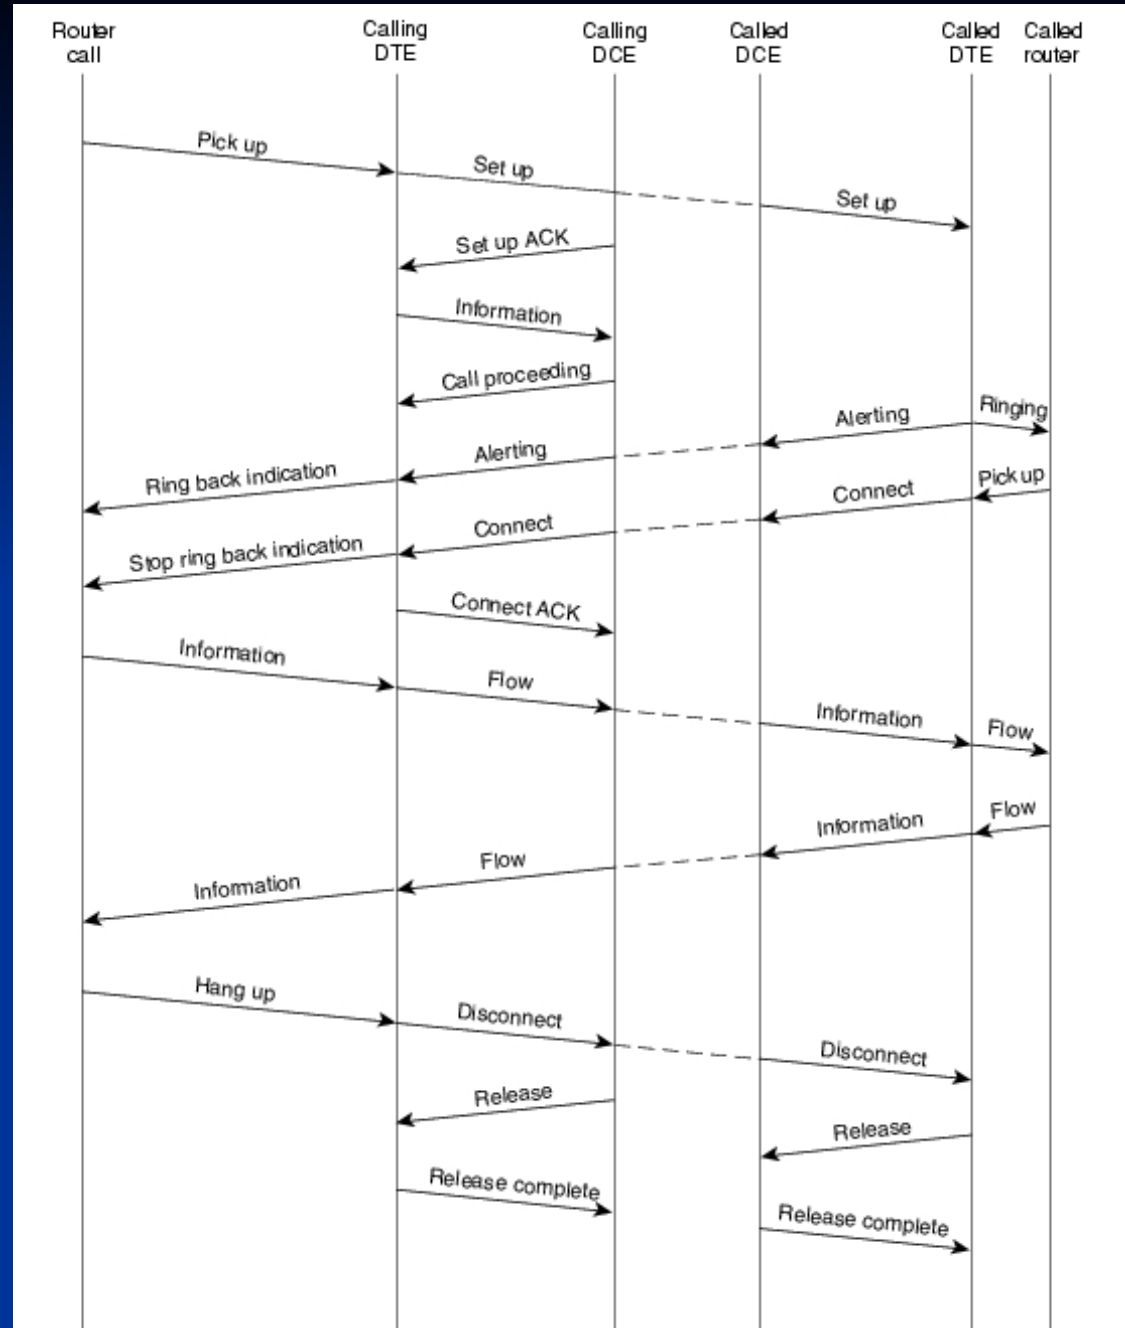 Router call
Calling DTE
Calling DCE
Called DCE
Called DTE
Called router
Pick up
Set up
Set up
Set up ACK
Information
Call proceeding
Ringing
Alerting
Alerting
Ring back indication
Pick up
Connect
Connect
Stop ring back indication
Connect ACK
Information
Flow
Information
Flow
Flow
Information
Flow
Information
Hang up
Disconnect
Disconnect
Release
Release
Release complete
Release complete